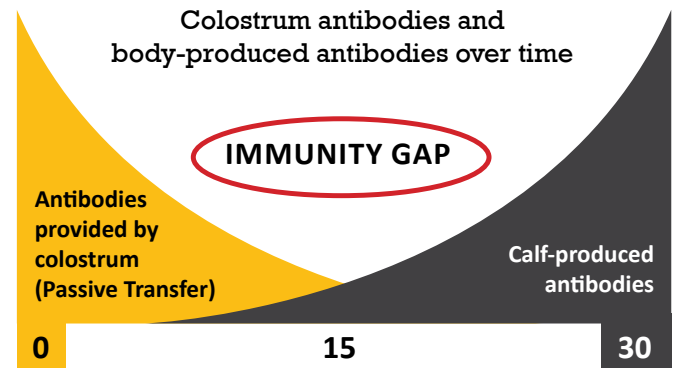 Colostrum antibodies and
body-produced antibodies over time
IMMUNITY GAP
Antibodies
provided by
colostrum
(Passive Transfer)
Calf-produced
antibodies
0
15
30